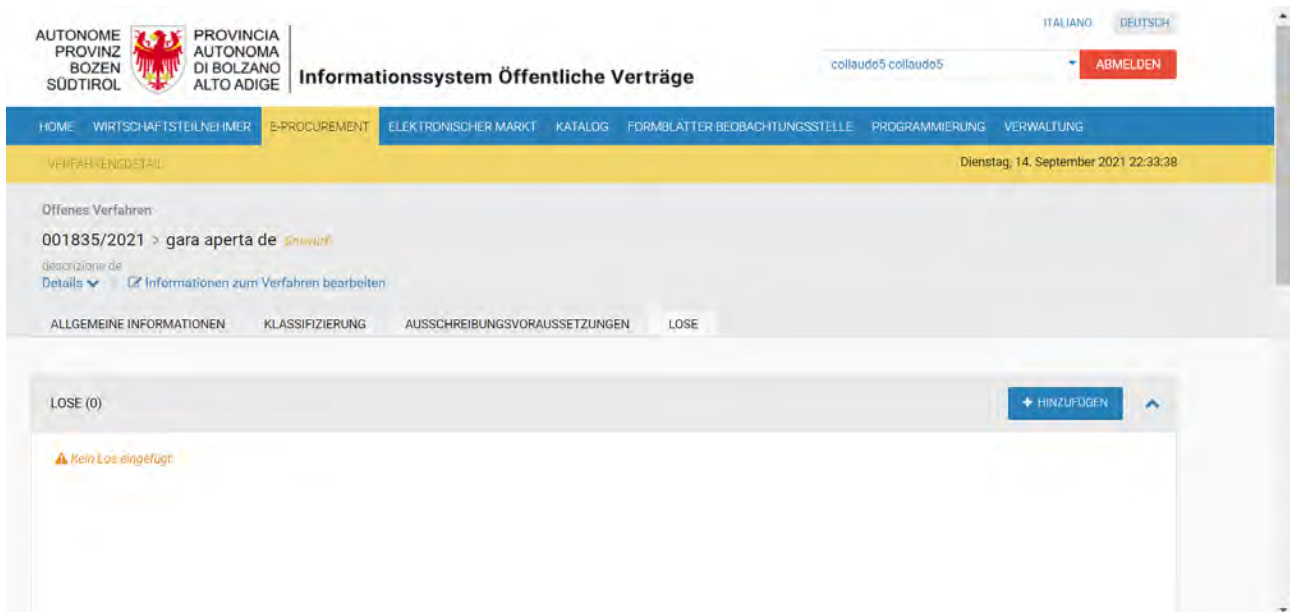 AUTONOME
PROVINZ
BOZEN
SÜDTIROL
PROVINCIA
AUTONOMA
DI BOLZANO
ALTO ADIGE
Informationssystem Öffentliche Verträge
ITALIANO DEUTSCH
collaudo5 collaudo5 ABMELDEN
HOME WIRTSCHAFTSTEILNEHMER E-PROCUREMENT ELEKTRONISCHER MARKT KATALOG FORMBLÄTTER BEOBACHTUNGSSTELLE PROGRAMMIERUNG VERWALTUNG
VERFAHRENSDETAIL Dienstag, 14. September 2021 22:33:38
Offenes Verfahren
001835/2021 > gara aperta de Entwurf
descrizione de
Details Informationen zum Verfahren bearbeiten
ALLGEMEINE INFORMATIONEN KLASSIFIZIERUNG AUSSCHREIBUNGSVORAUSSETZUNGEN LOSE
LOSE (0) + HINZUFÜGEN
Kein Los eingefügt